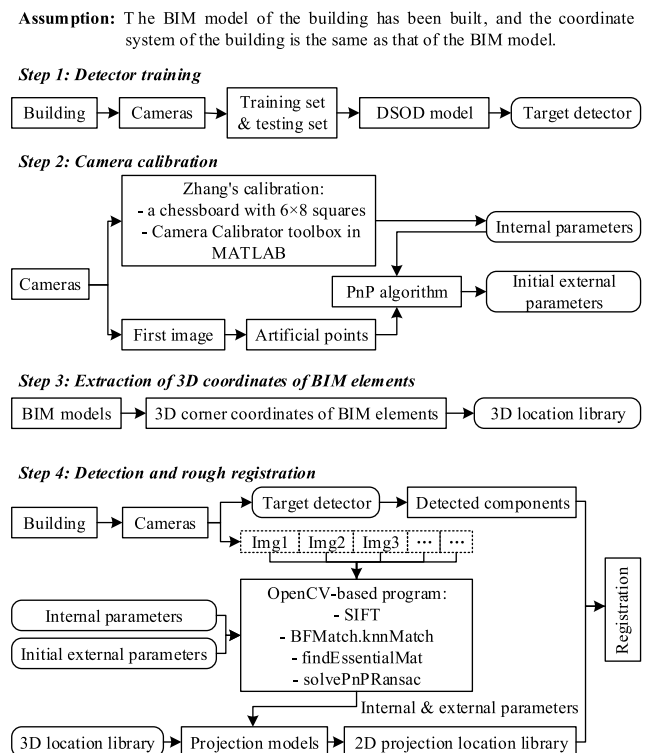 Assumption: The BIM model of the building has been built, and the coordinate
system of the building is the same as that of the BIM model.
Step 1: Detector training
Building
Cameras
Training set
& testing set
DSOD model
Target detector
Step 2: Camera calibration
Zhang's calibration:
- a chessboard with 6×8 squares
- Camera Calibrator toolbox in
MATLAB
Internal parameters
Cameras
PnP algorithm
Initial external
parameters
First image
Artificial points
Step 3: Extraction of 3D coordinates of BIM elements
BIM models
3D corner coordinates of BIM elements
3D location library
Step 4: Detection and rough registration
Building
Cameras
Target detector
Detected components
Img1
Img2
Img3
...
...
Registration
Internal parameters
Initial external parameters
OpenCV-based program:
- SIFT
- BFMatch.knnMatch
- findEssentialMat
- solvePnPRansac
Internal & external parameters
3D location library
Projection models
2D projection location library